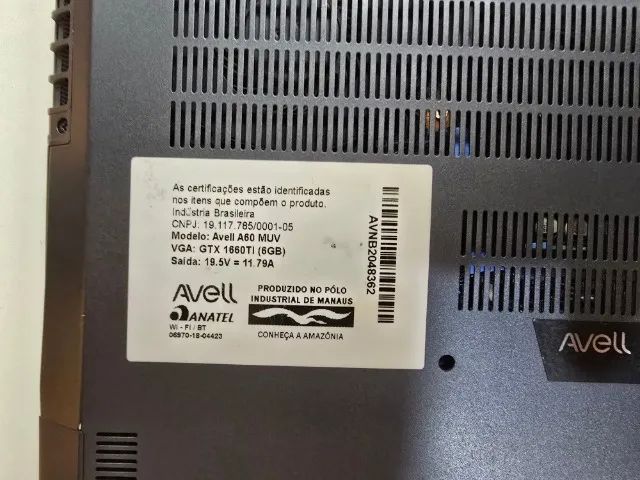 As certificações estão identificadas
nos itens que compõem o produto.
Indústria Brasileira
CNPJ: 19.117.785/0001-05
Modelo: Avell A60 MUV
VGA: GTX 1660TI (6GB)
Saída: 19.5V = 11.79A
AVNB2048362
Avell
PRODUZIDO NO PÓLO
INDUSTRIAL DE MANAUS
ANATEL
WI - FI / BT
06970-18-04423
CONHEÇA A AMAZÔNIA
Avell